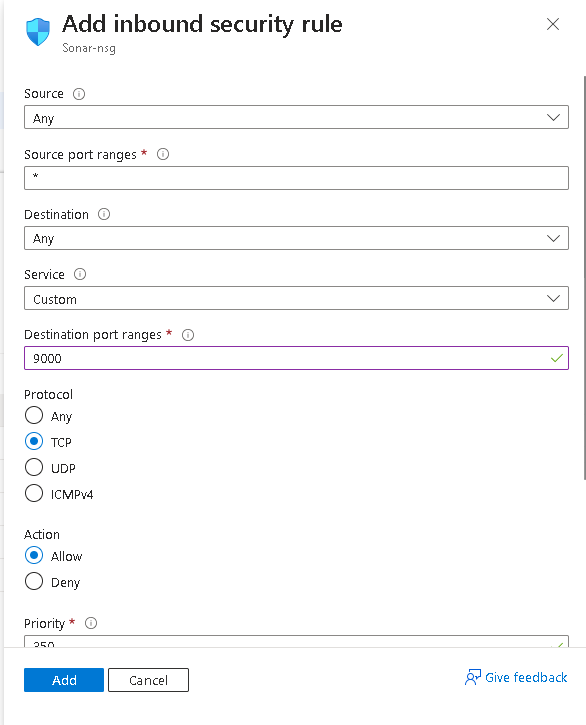 Add inbound security rule
Sonar-nsg
Source
Any
Source port ranges *
*
Destination
Any
Service
Custom
Destination port ranges *
9000
Protocol
Any
TCP
UDP
ICMPv4
Action
Allow
Deny
Priority *
350
Add
Cancel
Give feedback